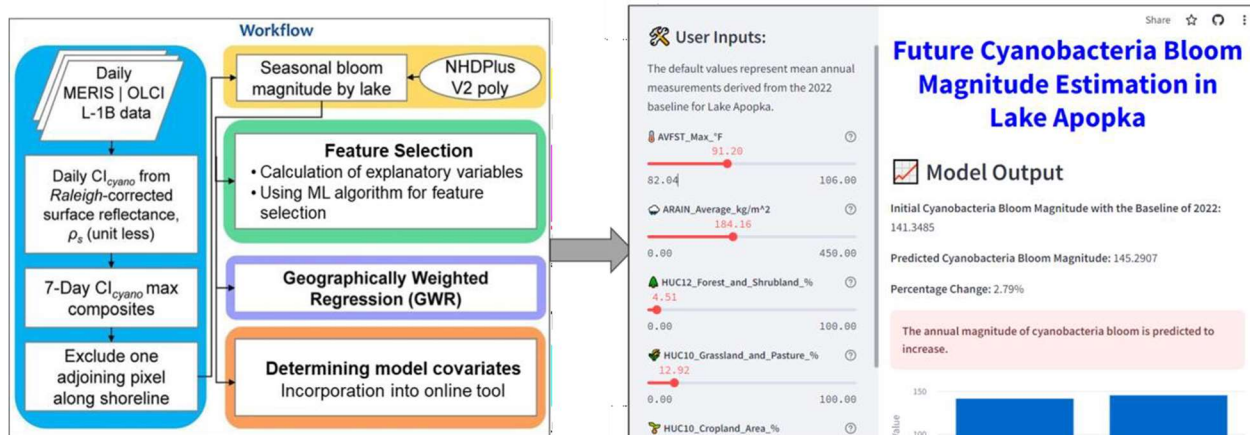 Workflow
Daily
MERIS | OLCI
L-1B data
Daily CIcyano from
Raleigh-corrected
surface reflectance,
ρs (unit less)
7-Day CIcyano max
composites
Exclude one
adjoining pixel
along shoreline
Seasonal bloom
magnitude by lake
NHDPlus
V2 poly
Feature Selection
• Calculation of explanatory variables
• Using ML algorithm for feature
selection
Geographically Weighted
Regression (GWR)
Determining model covariates
Incorporation into online tool
User Inputs:
The default values represent mean annual
measurements derived from the 2022
baseline for Lake Apopka.
AVFST_Max_°F
91.20
82.04 106.00
ARAIN_Average_kg/m^2
184.16
0.00 450.00
HUC12_Forest_and_Shrubland_%
4.51
0.00 100.00
HUC10_Grassland_and_Pasture_%
12.92
0.00 100.00
HUC10_Cropland_Area_%
Share
Future Cyanobacteria Bloom
Magnitude Estimation in
Lake Apopka
Model Output
Initial Cyanobacteria Bloom Magnitude with the Baseline of 2022:
141.3485
Predicted Cyanobacteria Bloom Magnitude: 145.2907
Percentage Change: 2.79%
The annual magnitude of cyanobacteria bloom is predicted to
increase.
150
100
Value